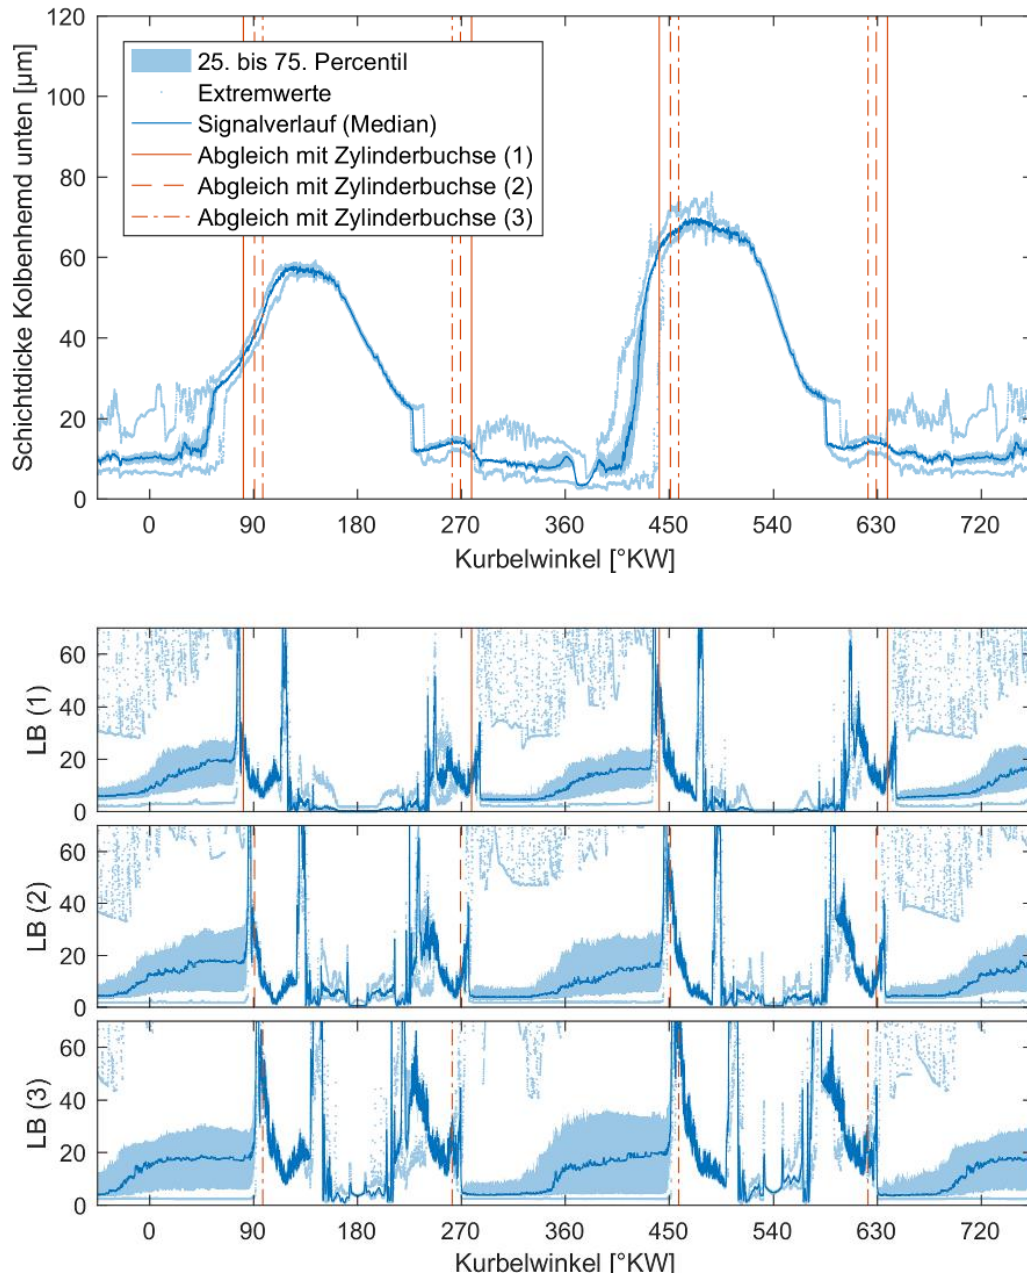 Schichtdicke Kolbenhemd unten [µm]
120
100
80
60
40
20
0
25. bis 75. Percentil
Extremwerte
Signalverlauf (Median)
Abgleich mit Zylinderbuchse (1)
Abgleich mit Zylinderbuchse (2)
Abgleich mit Zylinderbuchse (3)
0 90 180 270 360 450 540 630 720
Kurbelwinkel [°KW]
LB (1)
60
40
20
0
LB (2)
60
40
20
0
LB (3)
60
40
20
0
0 90 180 270 360 450 540 630 720
Kurbelwinkel [°KW]